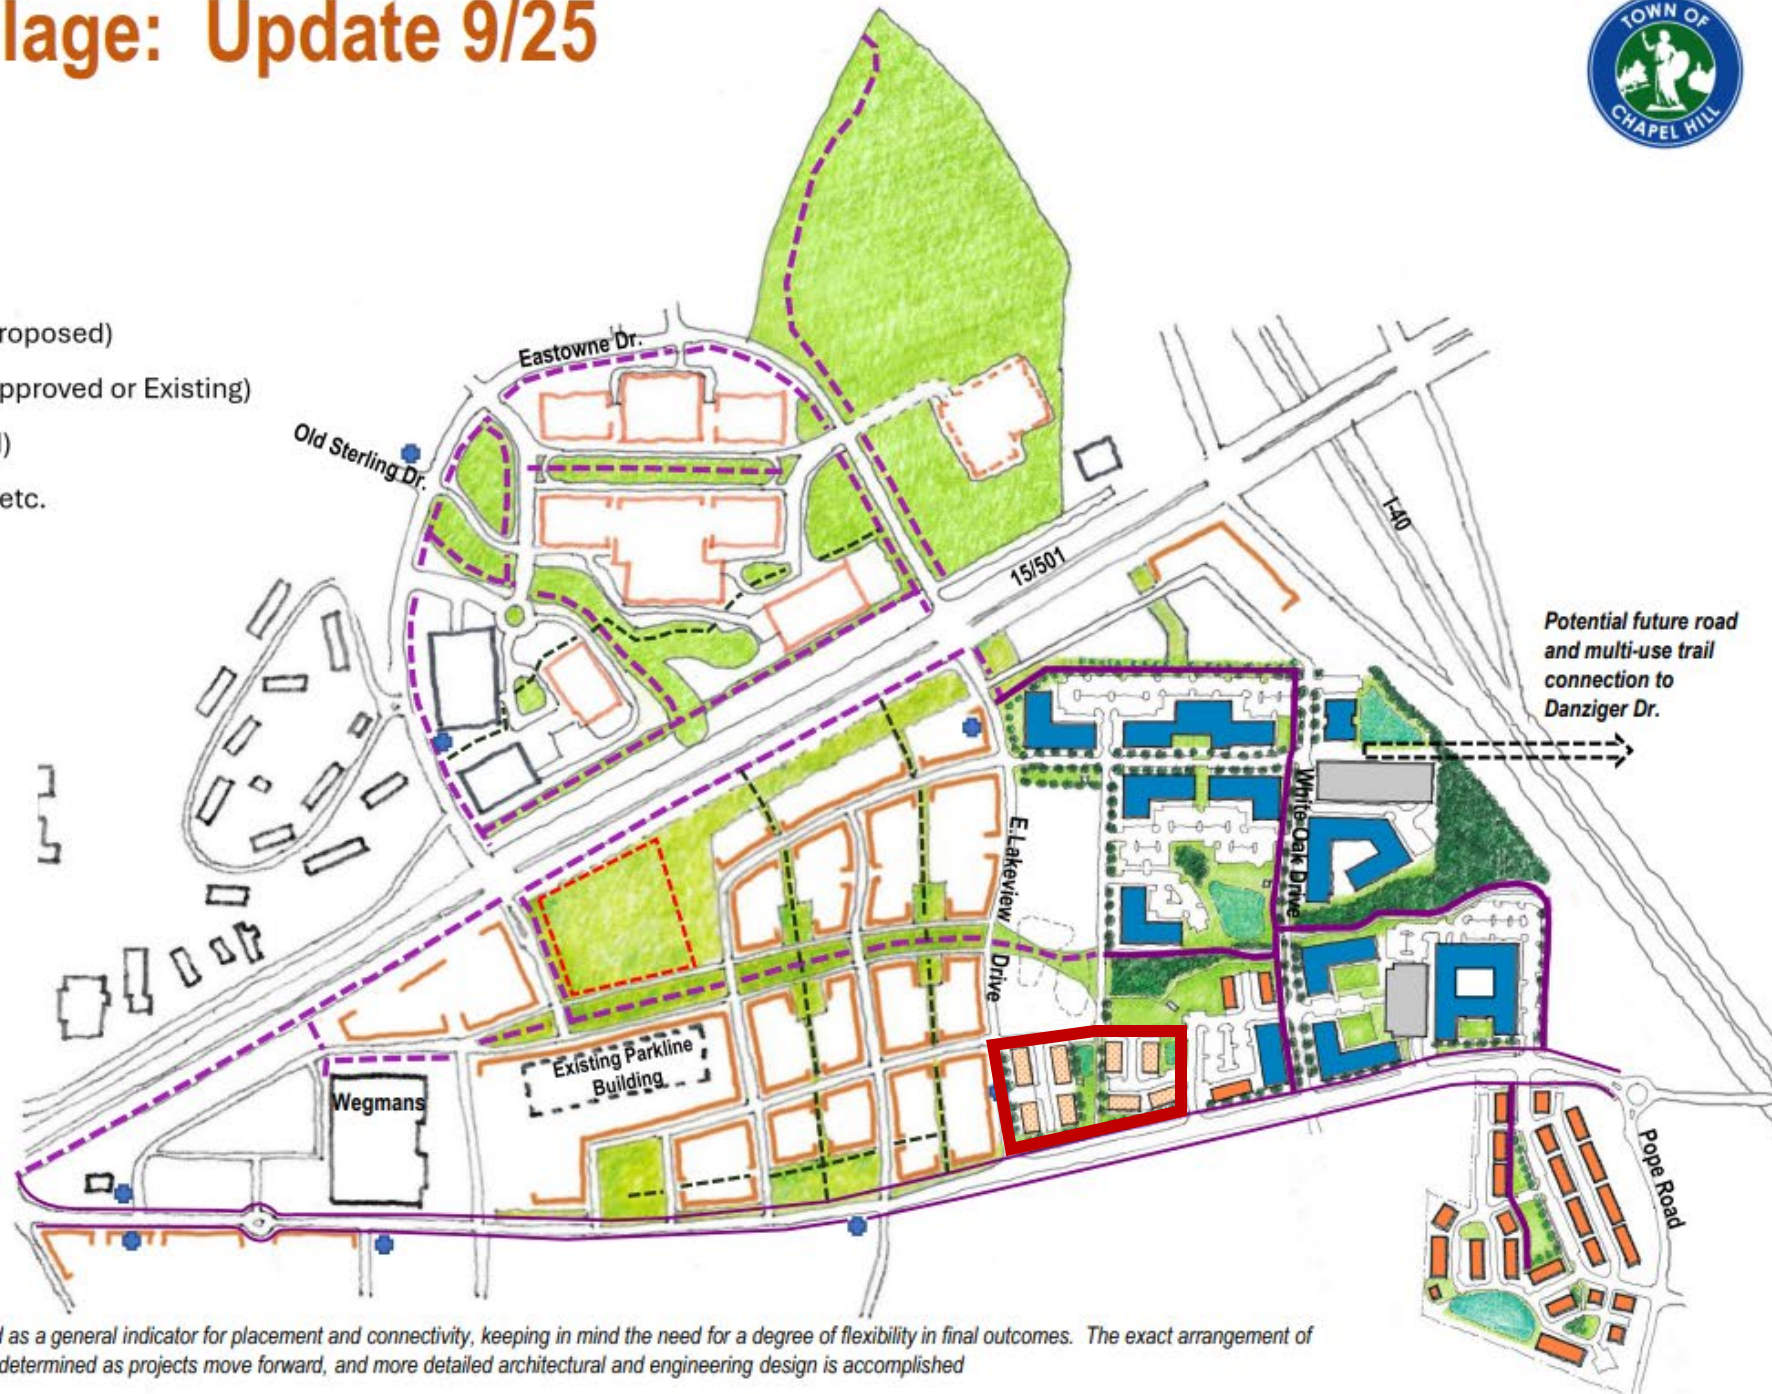 lage: Update 9/25
TOWN OF
CHAPEL HILL
roposed)
pproved or Existing)
)
etc.
Eastowne Dr.
Old Sterling Dr.
I-40
15/501
Potential future road
and multi-use trail
connection to
Danziger Dr.
White Oak Drive
E.Lakeview Drive
Existing Parkline
Building
Wegmans
Pope Road
as a general indicator for placement and connectivity, keeping in mind the need for a degree of flexibility in final outcomes. The exact arrangement of
determined as projects move forward, and more detailed architectural and engineering design is accomplished